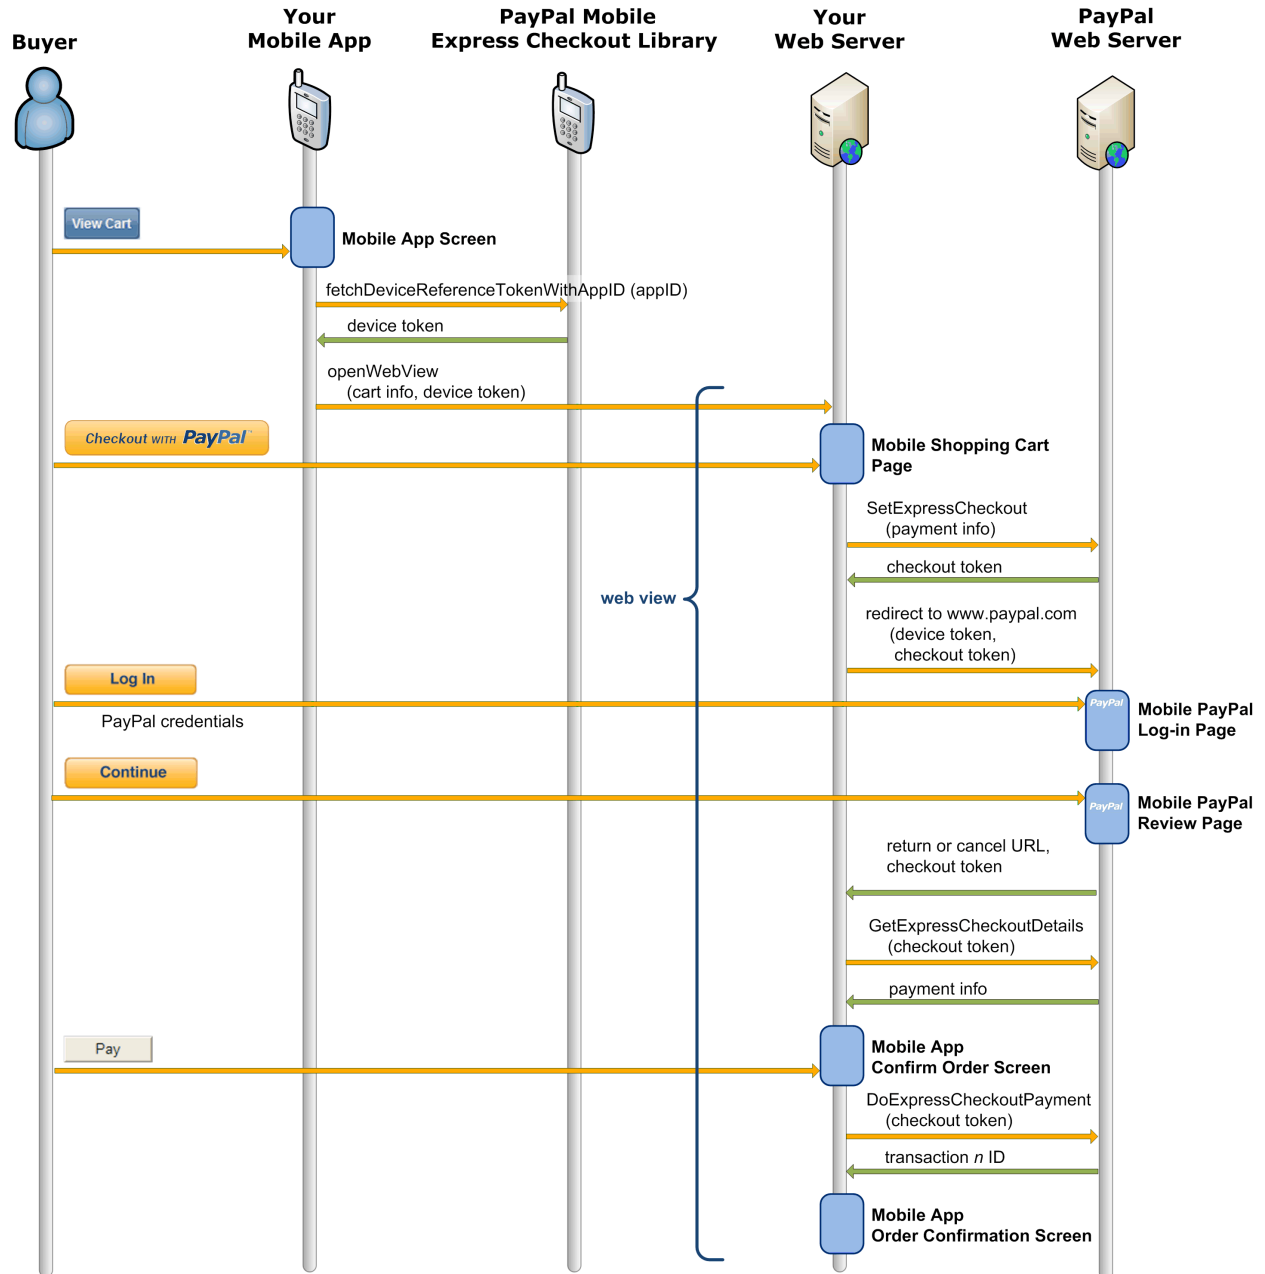 Buyer
Your
Mobile App
PayPal Mobile
Express Checkout Library
Your
Web Server
PayPal
Web Server
View Cart
Mobile App Screen
fetchDeviceReferenceTokenWithAppID (appID)
device token
openWebView
(cart info, device token)
Checkout WITH PayPal
Mobile Shopping Cart
Page
SetExpressCheckout
(payment info)
checkout token
web view
redirect to www.paypal.com
(device token,
checkout token)
Log In
PayPal credentials
PayPal
Mobile PayPal
Log-in Page
Continue
PayPal
Mobile PayPal
Review Page
return or cancel URL,
checkout token
GetExpressCheckoutDetails
(checkout token)
payment info
Pay
Mobile App
Confirm Order Screen
DoExpressCheckoutPayment
(checkout token)
transaction n ID
Mobile App
Order Confirmation Screen